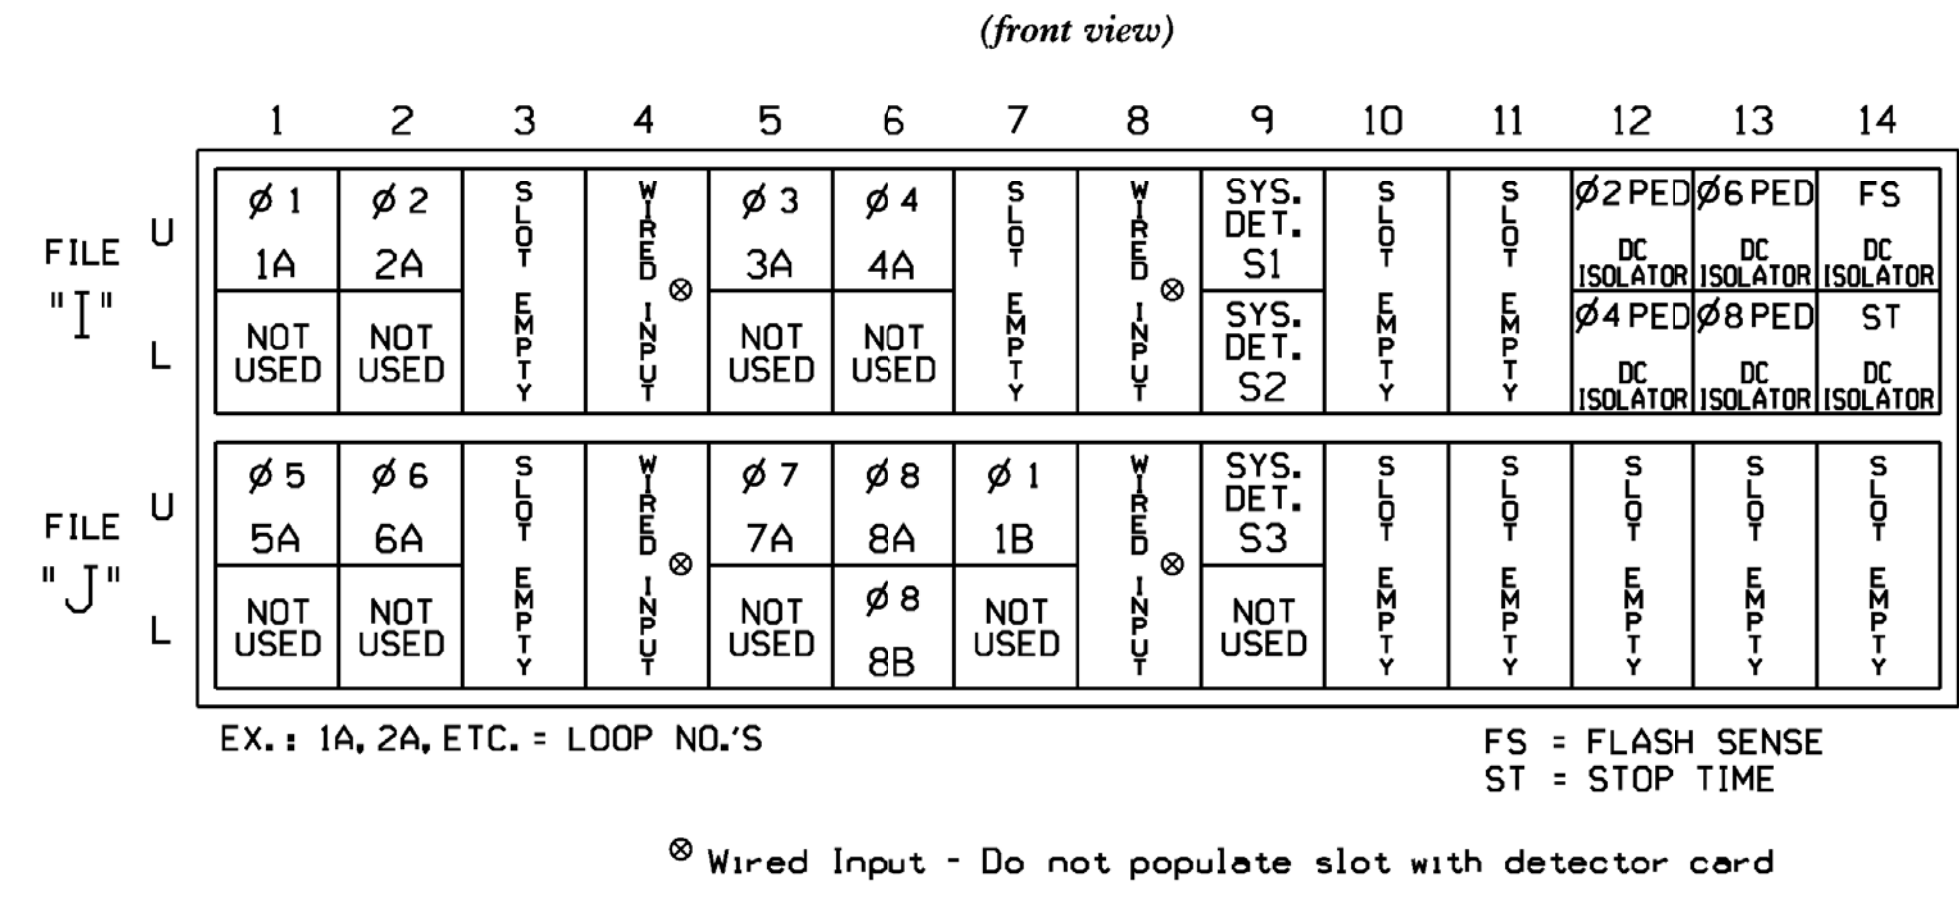 (front view)
1 2 3 4 5 6 7 8 9 10 11 12 13 14
FILE "I"
U
L
Ø 1
1A
NOT
USED
Ø 2
2A
NOT
USED
SLOT EMPTY
WIRED INPUT
⊗
Ø 3
3A
NOT
USED
Ø 4
4A
NOT
USED
SLOT EMPTY
WIRED INPUT
⊗
SYS.
DET.
S1
SYS.
DET.
S2
SLOT EMPTY
SLOT EMPTY
Ø2 PED
DC
ISOLATOR
Ø4 PED
DC
ISOLATOR
Ø6 PED
DC
ISOLATOR
Ø8 PED
DC
ISOLATOR
FS
DC
ISOLATOR
ST
DC
ISOLATOR
FILE "J"
U
L
Ø 5
5A
NOT
USED
Ø 6
6A
NOT
USED
SLOT EMPTY
WIRED INPUT
⊗
Ø 7
7A
NOT
USED
Ø 8
8A
Ø 8
8B
Ø 1
1B
NOT
USED
WIRED INPUT
⊗
SYS.
DET.
S3
NOT
USED
SLOT EMPTY
SLOT EMPTY
SLOT EMPTY
SLOT EMPTY
SLOT EMPTY
EX.: 1A, 2A, ETC. = LOOP NO.'S
FS = FLASH SENSE
ST = STOP TIME
⊗ Wired Input - Do not populate slot with detector card